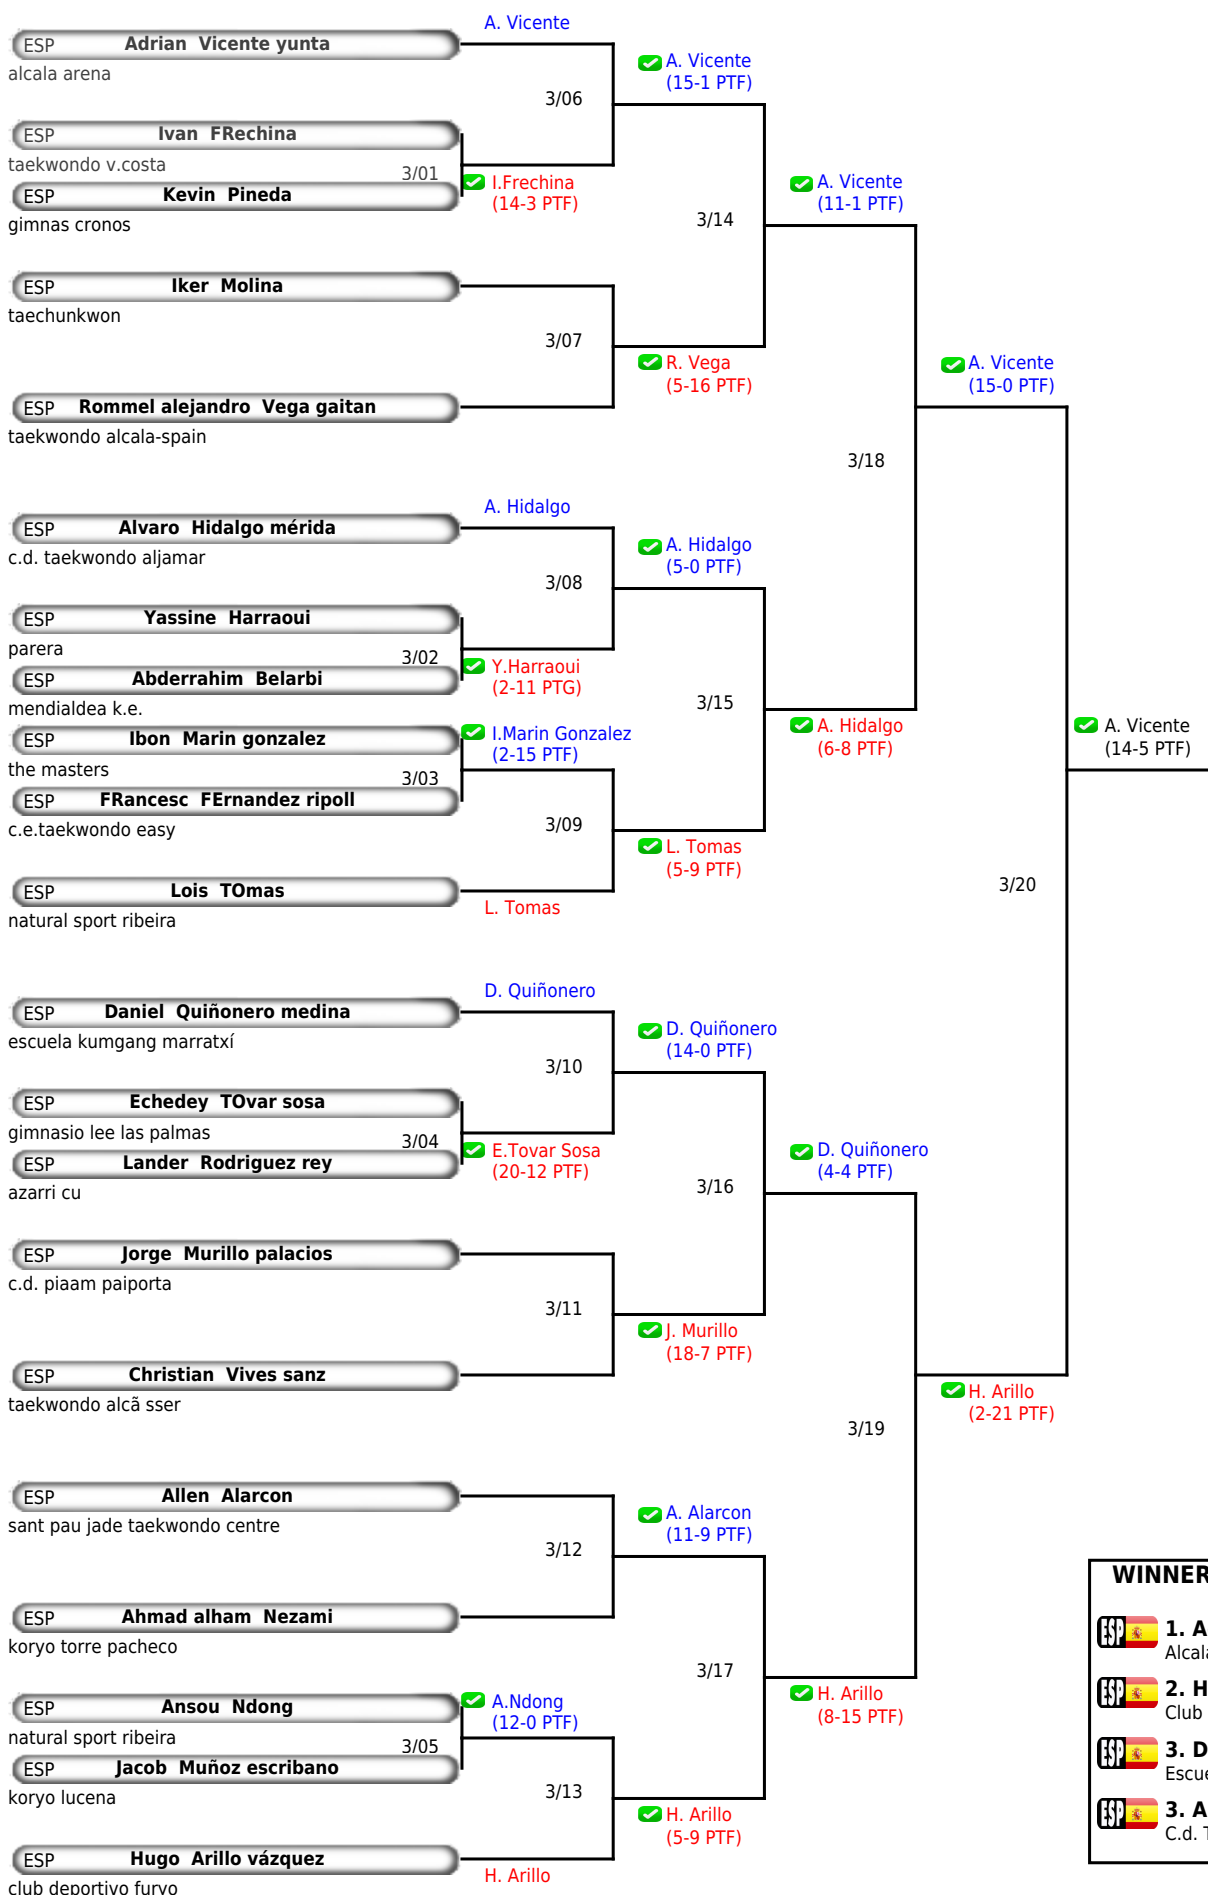 A. Vicente
ESP Adrian Vicente yunta
alcala arena
A. Vicente
(15-1 PTF)
3/06
ESP Ivan FRechina
taekwondo v.costa
3/01
I.Frechina
(14-3 PTF)
ESP Kevin Pineda
gimnas cronos
A. Vicente
(11-1 PTF)
3/14
ESP Iker Molina
taechunkwon
3/07
R. Vega
(5-16 PTF)
A. Vicente
(15-0 PTF)
ESP Rommel alejandro Vega gaitan
taekwondo alcala-spain
3/18
A. Hidalgo
ESP Alvaro Hidalgo mérida
c.d. taekwondo aljamar
A. Hidalgo
(5-0 PTF)
3/08
ESP Yassine Harraoui
parera
3/02
Y.Harraoui
(2-11 PTG)
ESP Abderrahim Belarbi
mendialdea k.e.
3/15
ESP Ibon Marin gonzalez
the masters
I.Marin Gonzalez
(2-15 PTF)
A. Hidalgo
(6-8 PTF)
A. Vicente
(14-5 PTF)
3/03
ESP FRancesc FErnandez ripoll
c.e.taekwondo easy
3/09
L. Tomas
(5-9 PTF)
3/20
ESP Lois TOmas
natural sport ribeira
L. Tomas
D. Quiñonero
ESP Daniel Quiñonero medina
escuela kumgang marratxí
D. Quiñonero
(14-0 PTF)
3/10
ESP Echedey TOvar sosa
gimnasio lee las palmas
3/04
E.Tovar Sosa
(20-12 PTF)
ESP Lander Rodriguez rey
azarri cu
D. Quiñonero
(4-4 PTF)
3/16
ESP Jorge Murillo palacios
c.d. piaam paiporta
3/11
J. Murillo
(18-7 PTF)
ESP Christian Vives sanz
taekwondo alcã sser
H. Arillo
(2-21 PTF)
3/19
ESP Allen Alarcon
sant pau jade taekwondo centre
A. Alarcon
(11-9 PTF)
3/12
ESP Ahmad alham Nezami
koryo torre pacheco
3/17
ESP Ansou Ndong
natural sport ribeira
A.Ndong
(12-0 PTF)
H. Arillo
(8-15 PTF)
3/05
ESP Jacob Muñoz escribano
koryo lucena
3/13
H. Arillo
(5-9 PTF)
ESP Hugo Arillo vázquez
club deportivo furyo
H. Arillo
WINNER
ESP 1. A
Alcala
ESP 2. H
Club
ESP 3. D
Escue
ESP 3. A
C.d. T